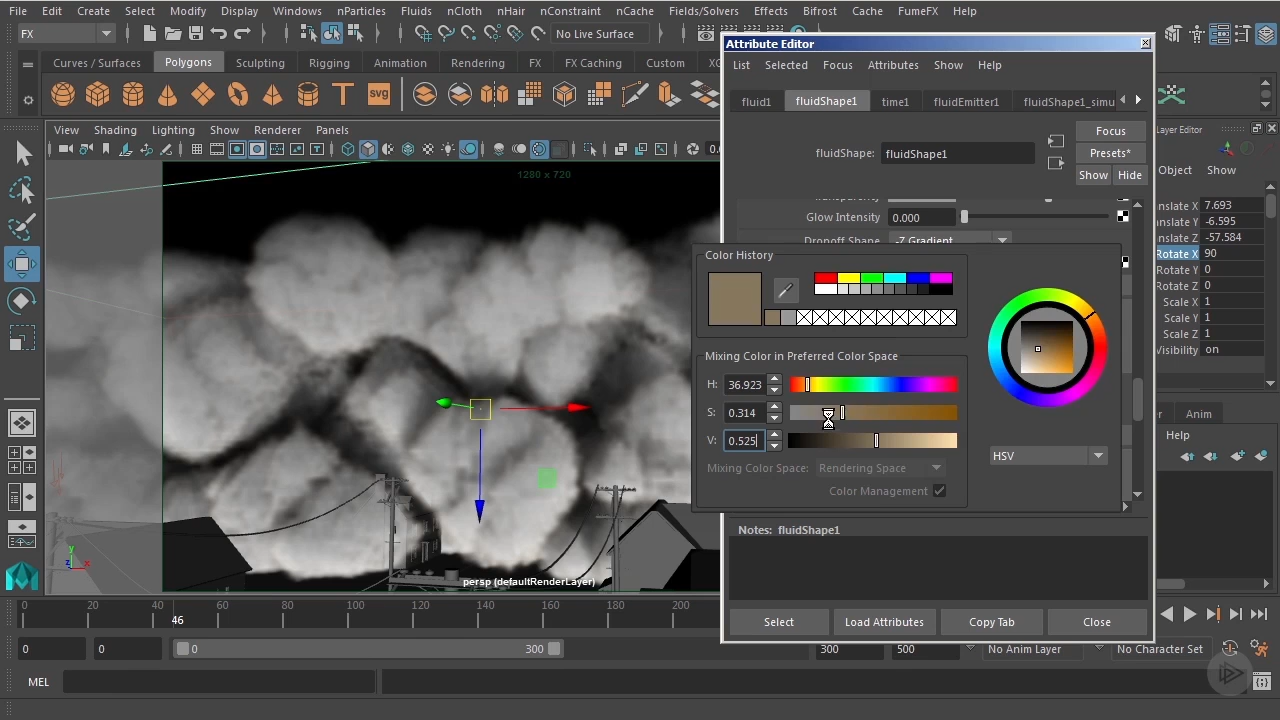 File Edit Create Select Modify Display Windows nParticles Fluids nCloth nHair nConstraint nCache Fields/Solvers Effects Bifrost Cache FumeFX Help
FX No Live Surface
Attribute Editor
List Selected Focus Attributes Show Help
Curves / Surfaces Polygons Sculpting Rigging Animation Rendering FX FX Caching Custom XG
svg
fluid1 fluidShape1 time1 fluidEmitter1 fluidShape1_simu
View Shading Lighting Show Renderer Panels
Layer Editor
0.0
Focus
fluidShape: fluidShape1 Presets*
Show Hide
Object Show
1280 x 720
Transparency
Glow Intensity 0.000
Dropoff Shape -Z Gradient
anslate X 7.693
anslate Y -6.595
anslate Z -57.584
Rotate X 90
Rotate Y 0
Rotate Z 0
Scale X 1
Scale Y 1
Scale Z 1
Visibility on
Color History
Mixing Color in Preferred Color Space
H: 36.923
S: 0.314
V: 0.525
HSV
Mixing Color Space: Rendering Space
Color Management
er Anim
Help
Notes: fluidShape1
y
z x
persp (defaultRenderLayer)
0 20 40 60 80 100 120 140 160 180 200
46
Select Load Attributes Copy Tab Close
0 0 0 300 300 500 No Anim Layer No Character Set
MEL